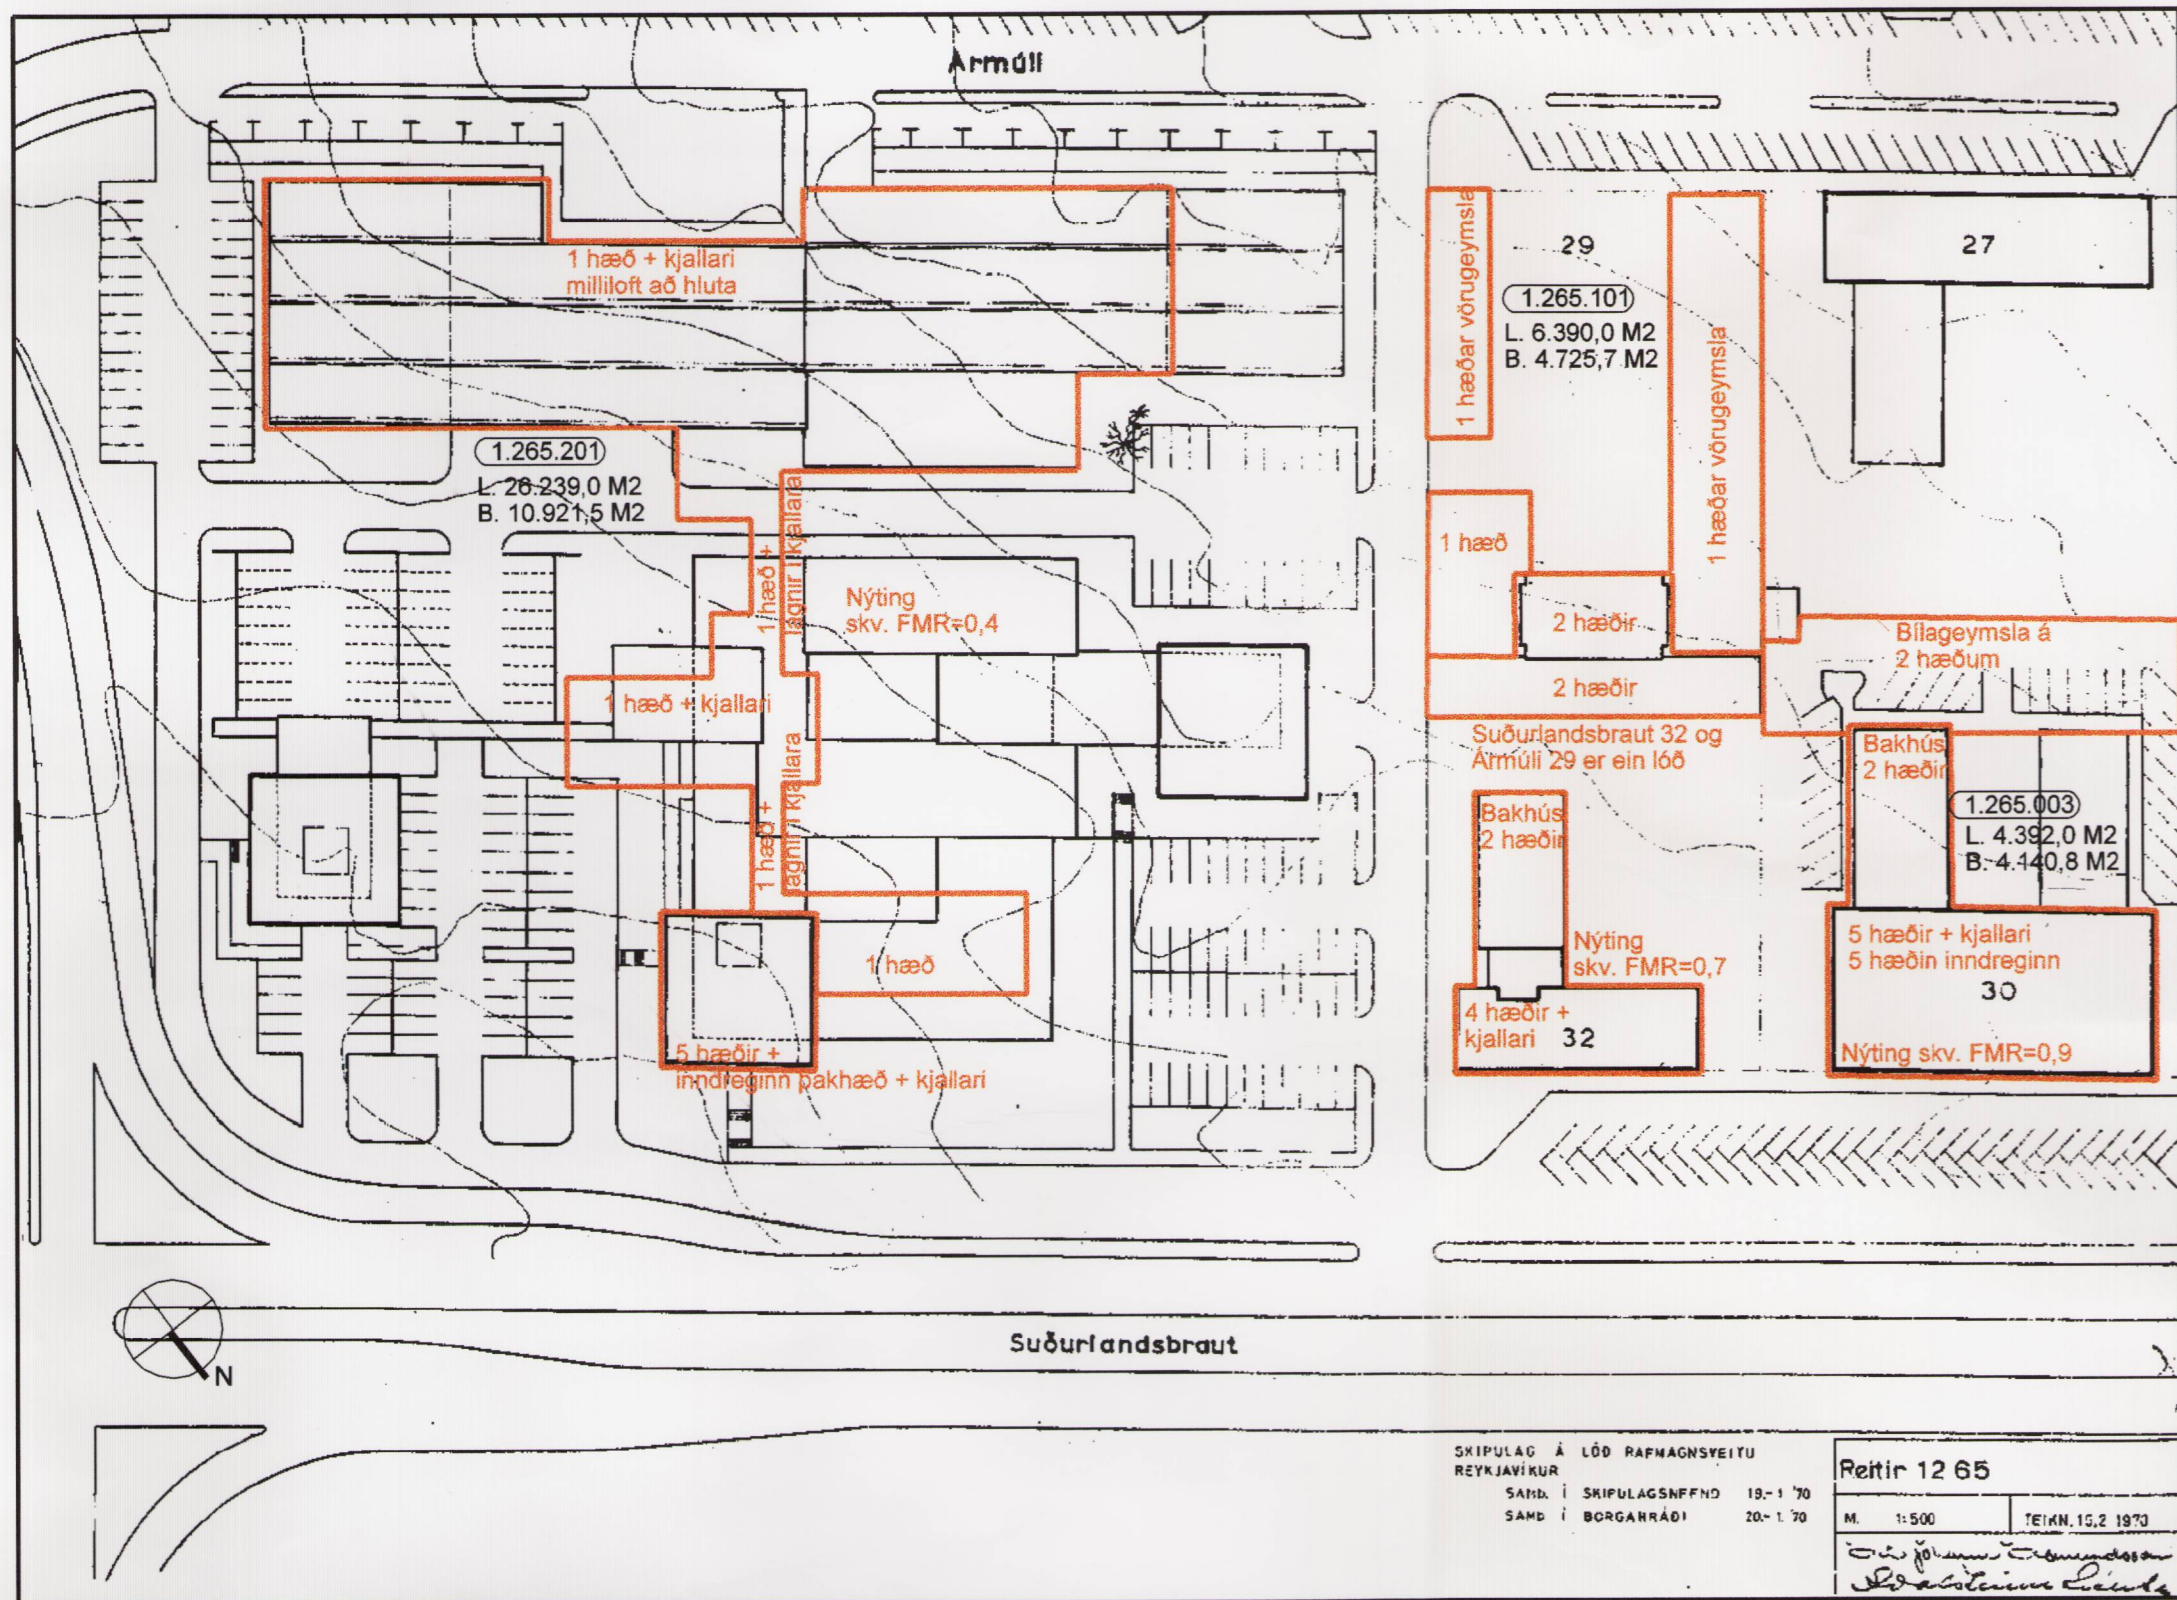 Ármúli
1 hæð + kjallari
milliloft að hluta
1.265.201
L. 26.239,0 M2
B. 10.921,5 M2
1 hæð +
lagnir í kjallara
Nýting
skv. FMR=0,4
1 hæð + kjallari
1 hæð +
lagnir í kjallara
1 hæð
5 hæðir +
inndreginn þakhæð + kjallari
1 hæðar vörugeymsla
29
1.265.101
L. 6.390,0 M2
B. 4.725,7 M2
1 hæðar vörugeymsla
27
1 hæð
2 hæðir
2 hæðir
Bílageymsla á
2 hæðum
Suðurlandsbraut 32 og
Ármúli 29 er ein lóð
Bakhús
2 hæðir
Bakhús
2 hæðir
1.265.003
L. 4.392,0 M2
B. 4.140,8 M2
Nýting
skv. FMR=0,7
4 hæðir +
kjallari 32
5 hæðir + kjallari
5 hæðin inndreginn
30
Nýting skv. FMR=0,9
N
Suðurlandsbraut
SKIPULAG Á LÓÐ RAFMAGNSVEITU
REYKJAVÍKUR
SAMÞ. Í SKIPULAGSNEFND 19.-1 '70
SAMÞ Í BORGARRÁÐI 20.-1. '70
Reitir 12 65
M. 1:500
TEIKN. 15.2 1970